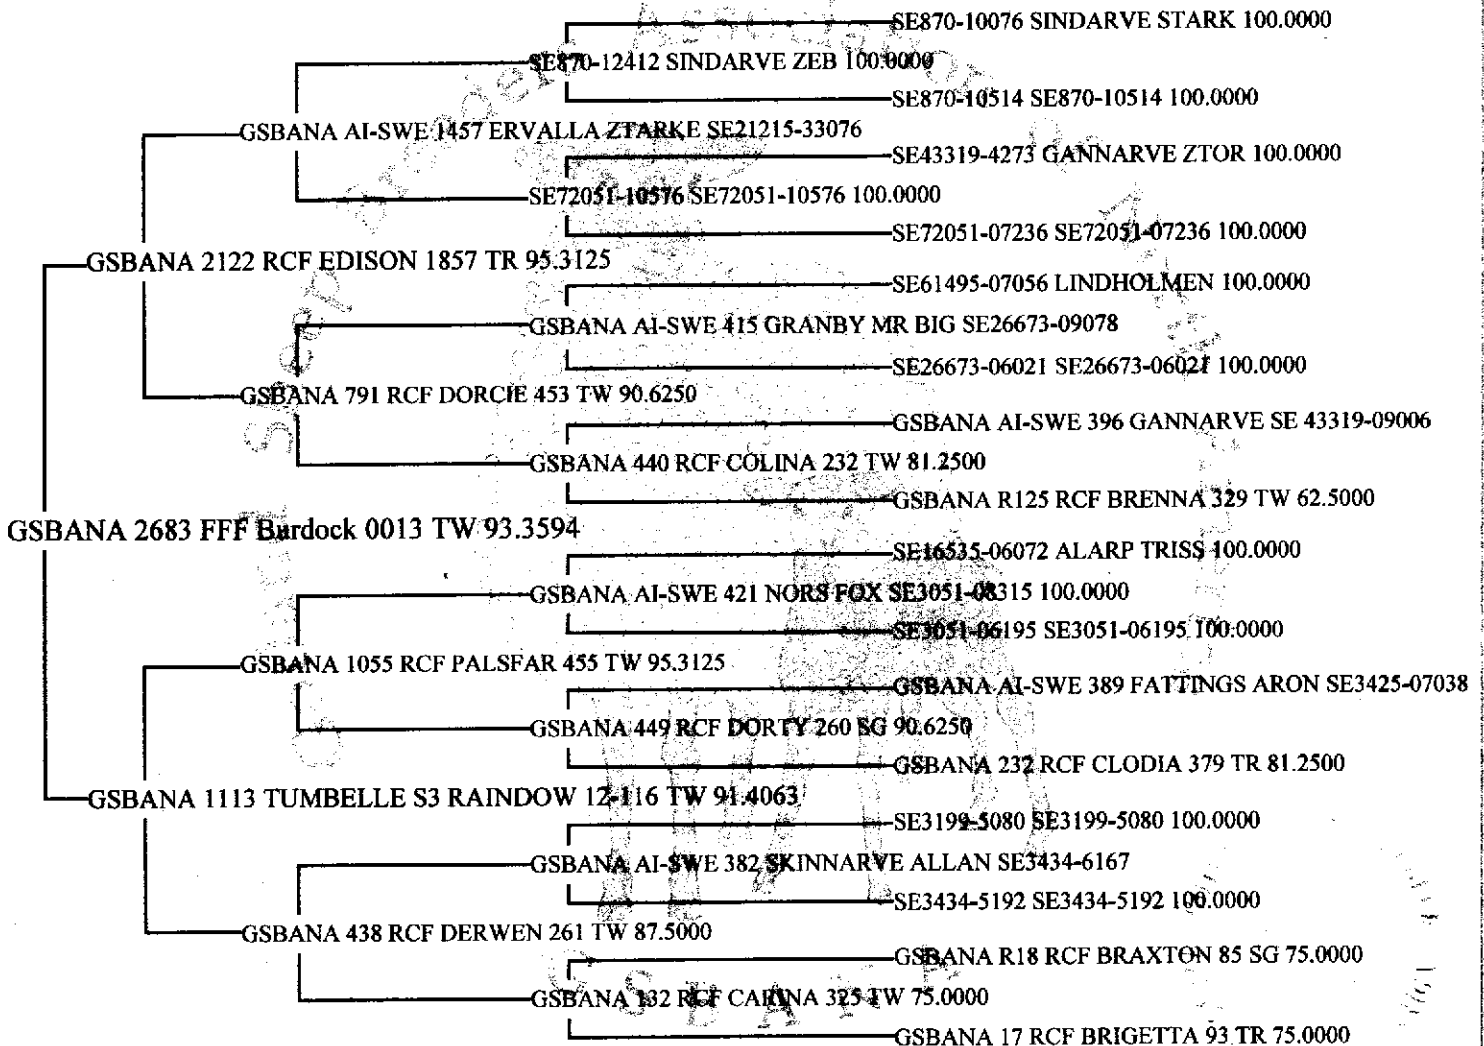 SE870-10076 SINDARVE STARK 100.0000
SE870-12412 SINDARVE ZEB 100.0000
SE870-10514 SE870-10514 100.0000
GSBANA AI-SWE 1457 ERVALLA ZTARKE SE21215-33076
SE43319-4273 GANNARVE ZTOR 100.0000
SE72051-10576 SE72051-10576 100.0000
SE72051-07236 SE72051-07236 100.0000
GSBANA 2122 RCF EDISON 1857 TR 95.3125
SE61495-07056 LINDHOLMEN 100.0000
GSBANA AI-SWE 415 GRANBY MR BIG SE26673-09078
SE26673-06021 SE26673-06021 100.0000
GSBANA 791 RCF DORCIE 453 TW 90.6250
GSBANA AI-SWE 396 GANNARVE SE 43319-09006
GSBANA 440 RCF COLINA 232 TW 81.2500
GSBANA R125 RCF BRENNA 329 TW 62.5000
GSBANA 2683 FFF Burdock 0013 TW 93.3594
SE16535-06072 ALARP TRISS 100.0000
GSBANA AI-SWE 421 NORS FOX SE3051-08315 100.0000
SE3051-06195 SE3051-06195 100.0000
GSBANA 1055 RCF PALSFAR 455 TW 95.3125
GSBANA AI-SWE 389 FATTINGS ARON SE3425-07038
GSBANA 449 RCF DORTY 260 SG 90.6250
GSBANA 232 RCF CLODIA 379 TR 81.2500
GSBANA 1113 TUMBELLE S3 RAINDOW 12-116 TW 91.4063
SE3199-5080 SE3199-5080 100.0000
GSBANA AI-SWE 382 SKINNARVE ALLAN SE3434-6167
SE3434-5192 SE3434-5192 100.0000
GSBANA 438 RCF DERWEN 261 TW 87.5000
GSBANA R18 RCF BRAXTON 85 SG 75.0000
GSBANA 132 RCF CARINA 325 TW 75.0000
GSBANA 17 RCF BRIGETTA 93 TR 75.0000
GSBANA